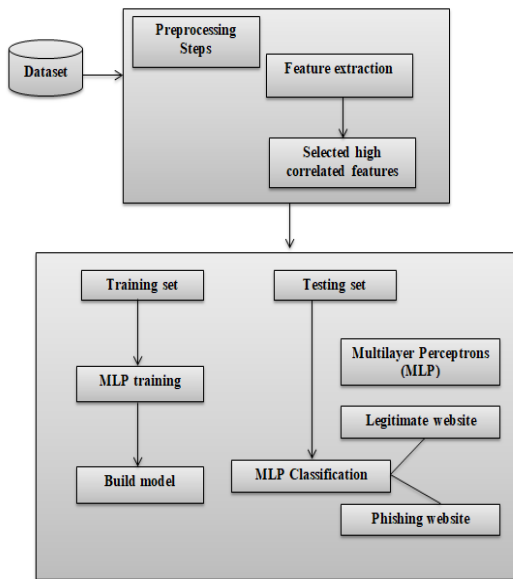 Preprocessing
Steps
Dataset
Feature extraction
Selected high
correlated features
Training set
Testing set
MLP training
Multilayer Perceptrons
(MLP)
Legitimate website
Build model
MLP Classification
Phishing website